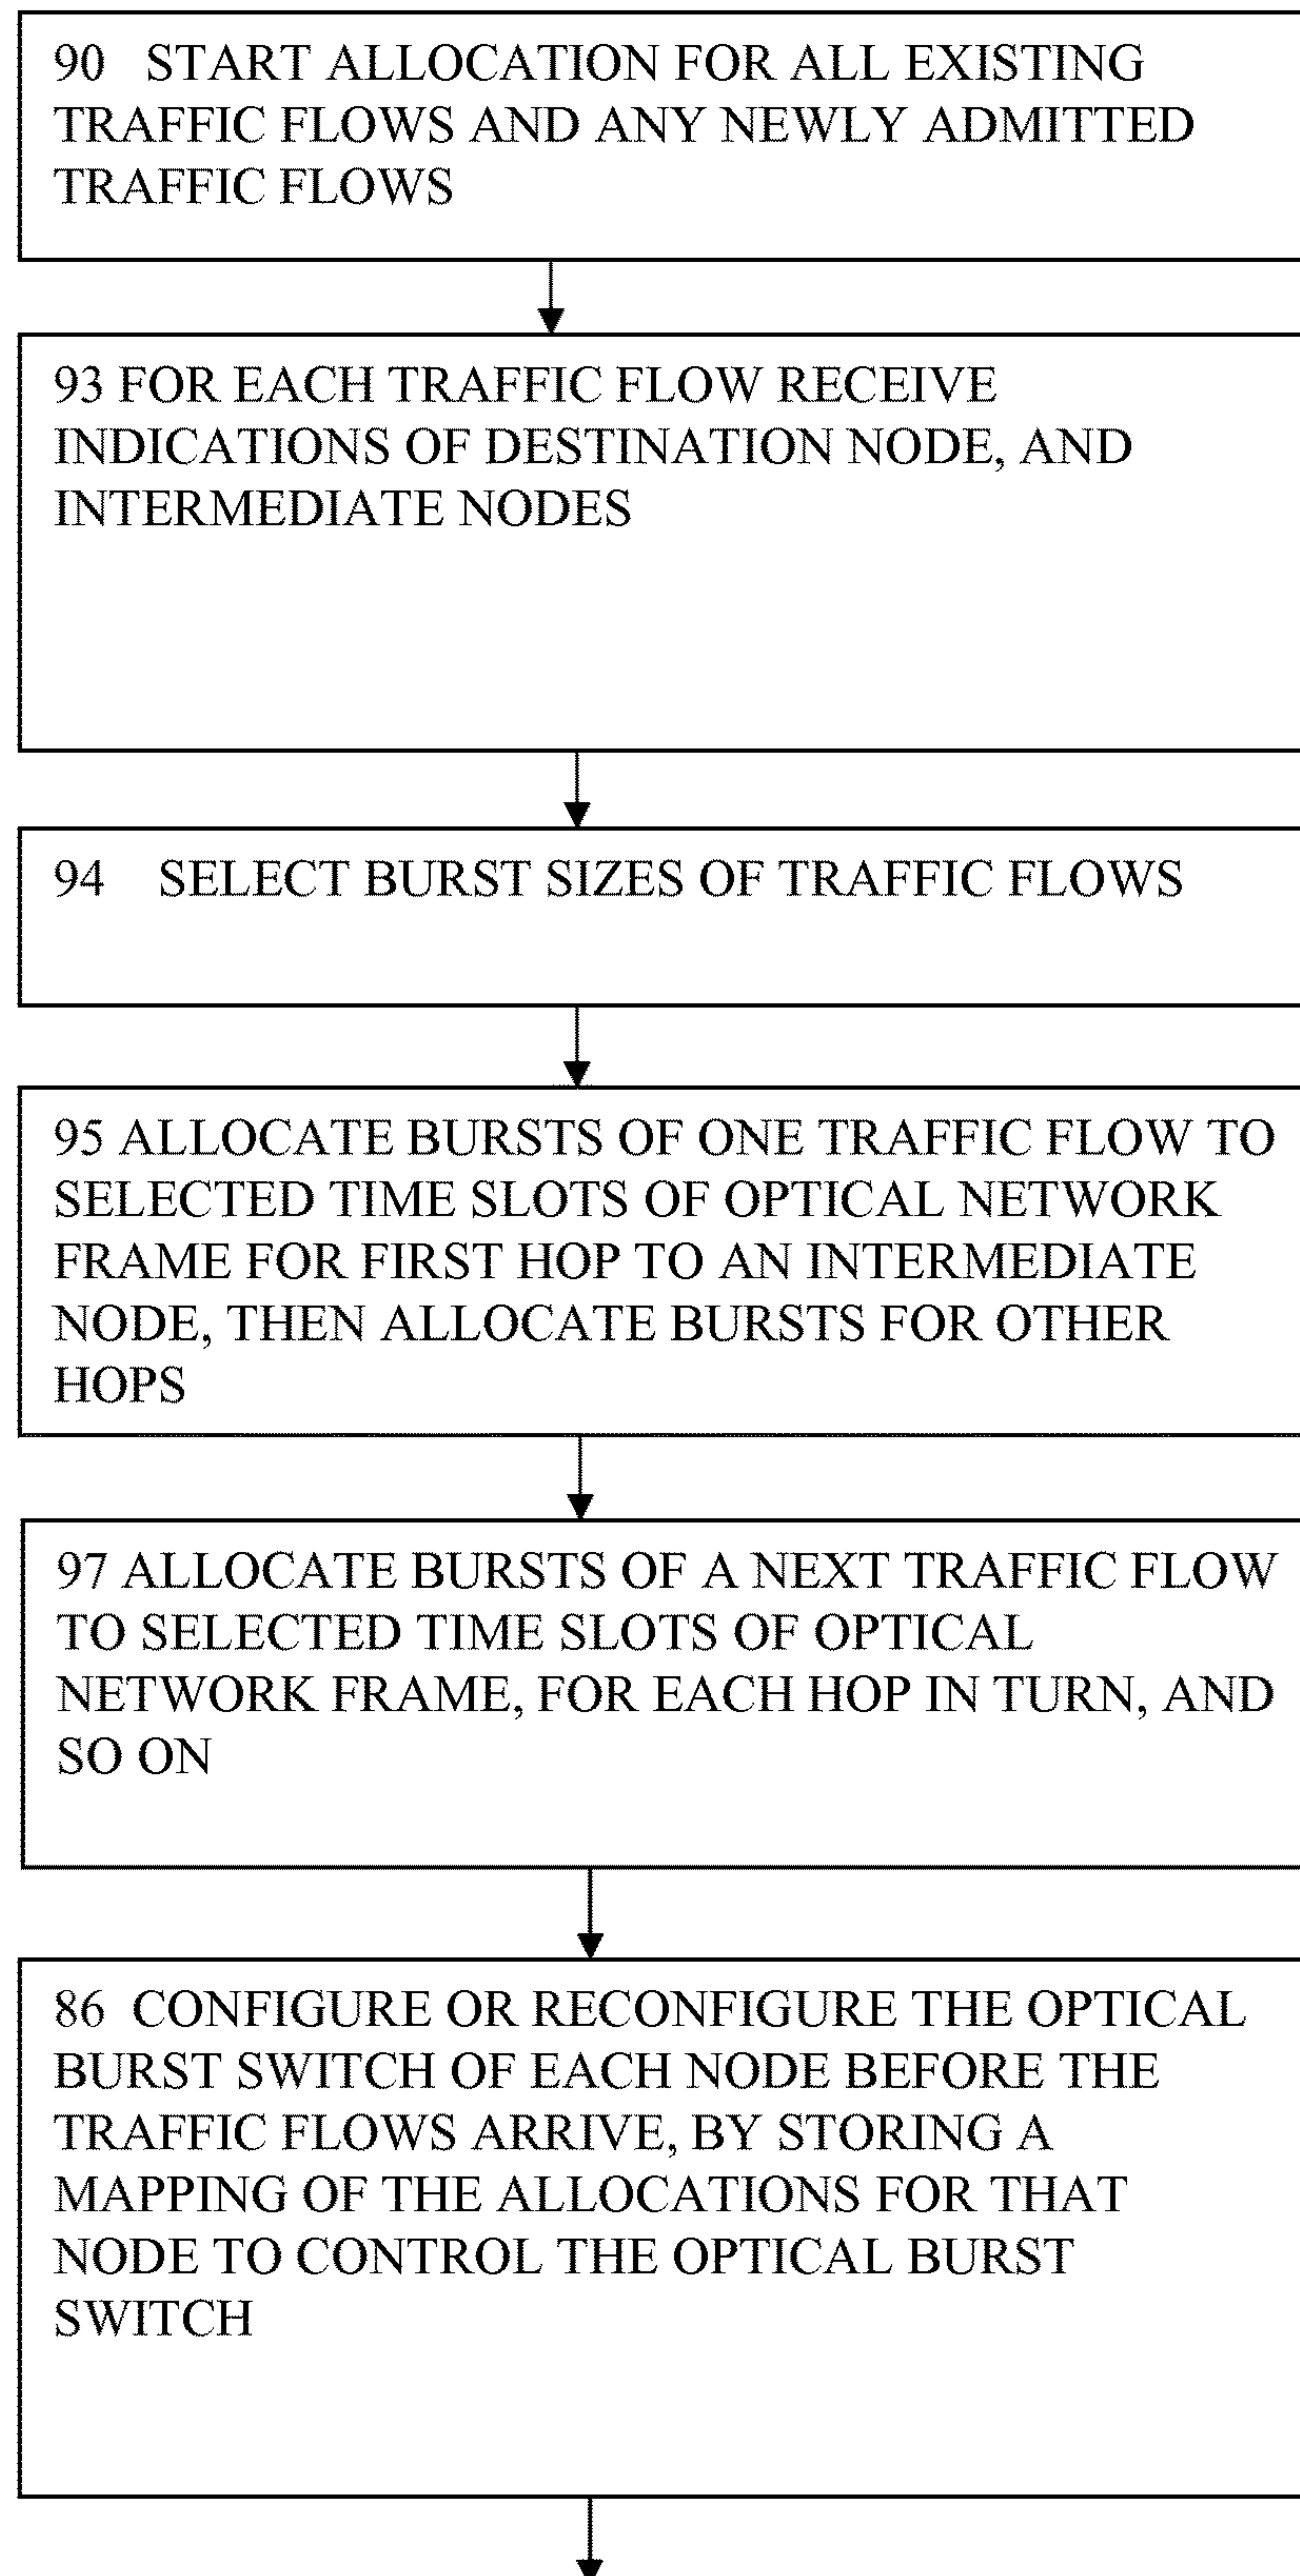 90 START ALLOCATION FOR ALL EXISTING
TRAFFIC FLOWS AND ANY NEWLY ADMITTED
TRAFFIC FLOWS
93 FOR EACH TRAFFIC FLOW RECEIVE
INDICATIONS OF DESTINATION NODE, AND
INTERMEDIATE NODES
94 SELECT BURST SIZES OF TRAFFIC FLOWS
95 ALLOCATE BURSTS OF ONE TRAFFIC FLOW TO
SELECTED TIME SLOTS OF OPTICAL NETWORK
FRAME FOR FIRST HOP TO AN INTERMEDIATE
NODE, THEN ALLOCATE BURSTS FOR OTHER
HOPS
97 ALLOCATE BURSTS OF A NEXT TRAFFIC FLOW
TO SELECTED TIME SLOTS OF OPTICAL
NETWORK FRAME, FOR EACH HOP IN TURN, AND
SO ON
86 CONFIGURE OR RECONFIGURE THE OPTICAL
BURST SWITCH OF EACH NODE BEFORE THE
TRAFFIC FLOWS ARRIVE, BY STORING A
MAPPING OF THE ALLOCATIONS FOR THAT
NODE TO CONTROL THE OPTICAL BURST
SWITCH